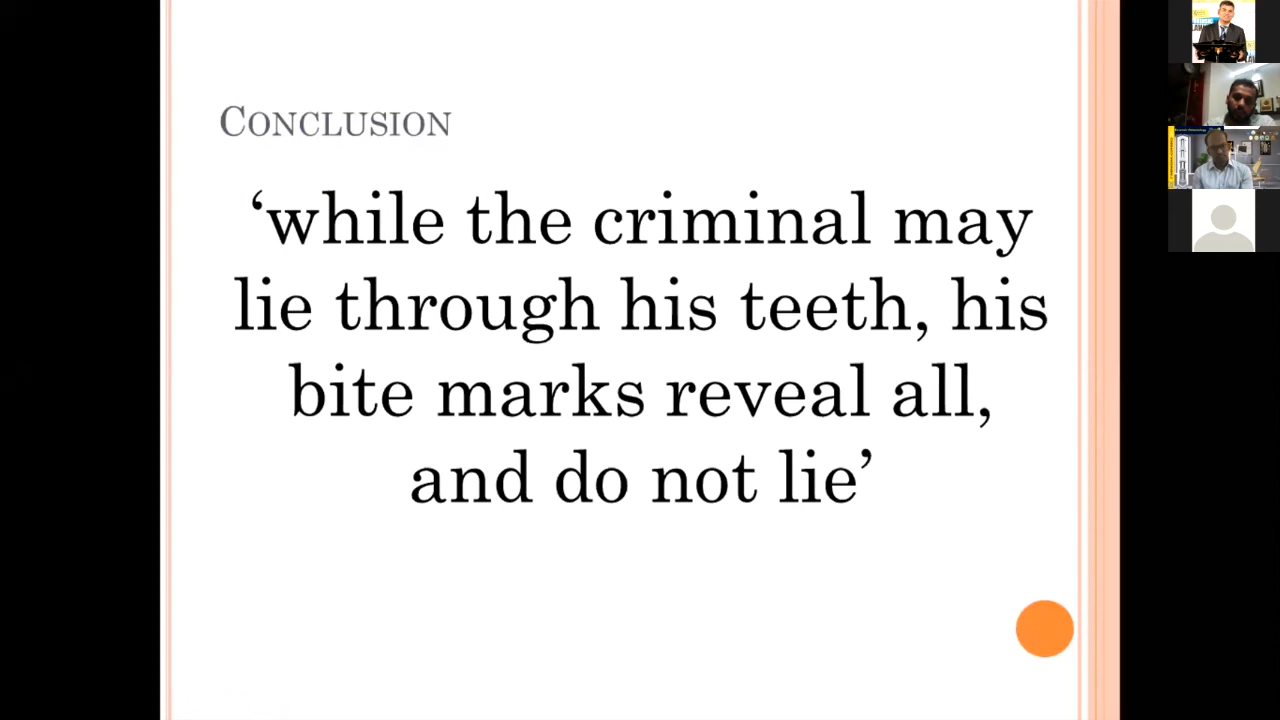 CONCLUSION
‘while the criminal may
lie through his teeth, his
bite marks reveal all,
and do not lie’